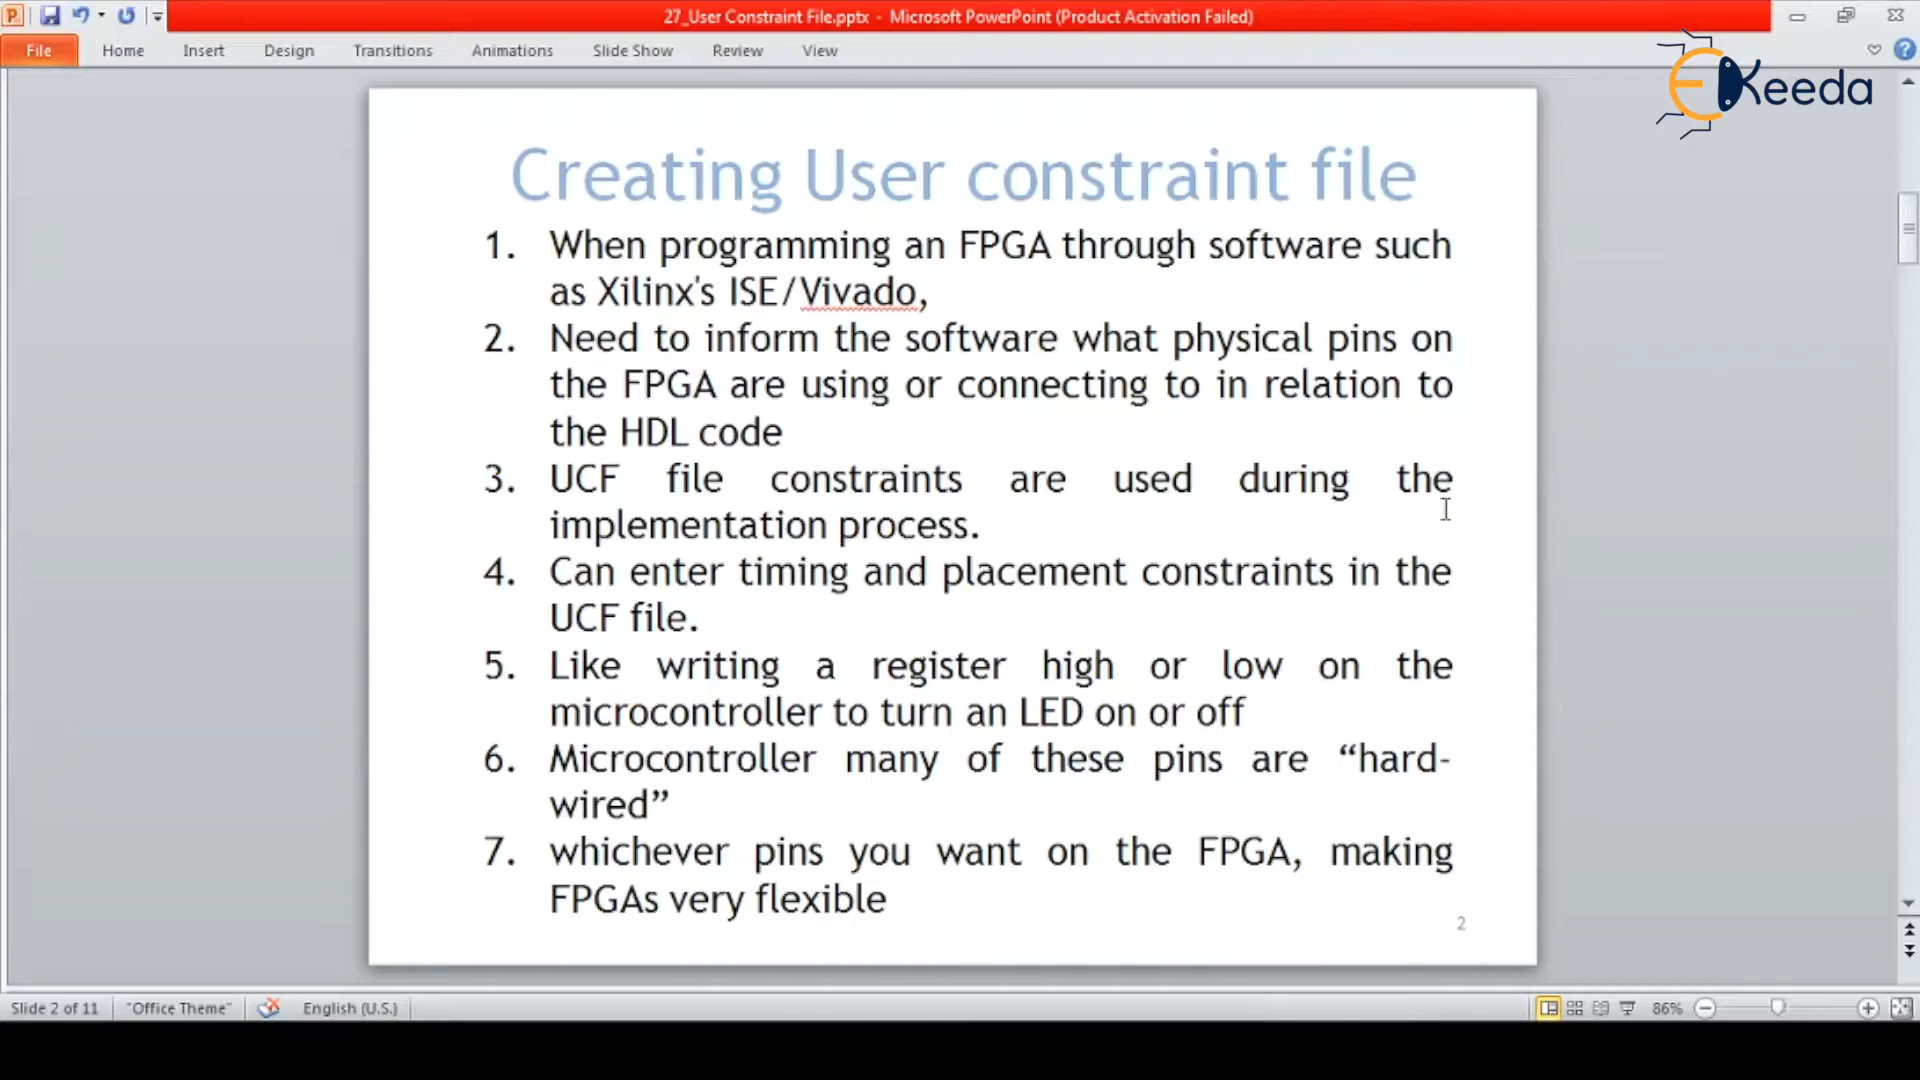 27_User Constraint File.pptx - Microsoft PowerPoint (Product Activation Failed)
File Home Insert Design Transitions Animations Slide Show Review View
EKeeda
Creating User constraint file
1. When programming an FPGA through software such
as Xilinx's ISE/Vivado,
2. Need to inform the software what physical pins on
the FPGA are using or connecting to in relation to
the HDL code
3. UCF file constraints are used during the
implementation process.
4. Can enter timing and placement constraints in the
UCF file.
5. Like writing a register high or low on the
microcontroller to turn an LED on or off
6. Microcontroller many of these pins are “hard-
wired”
7. whichever pins you want on the FPGA, making
FPGAs very flexible
2
Slide 2 of 11 "Office Theme" English (U.S.) 86%